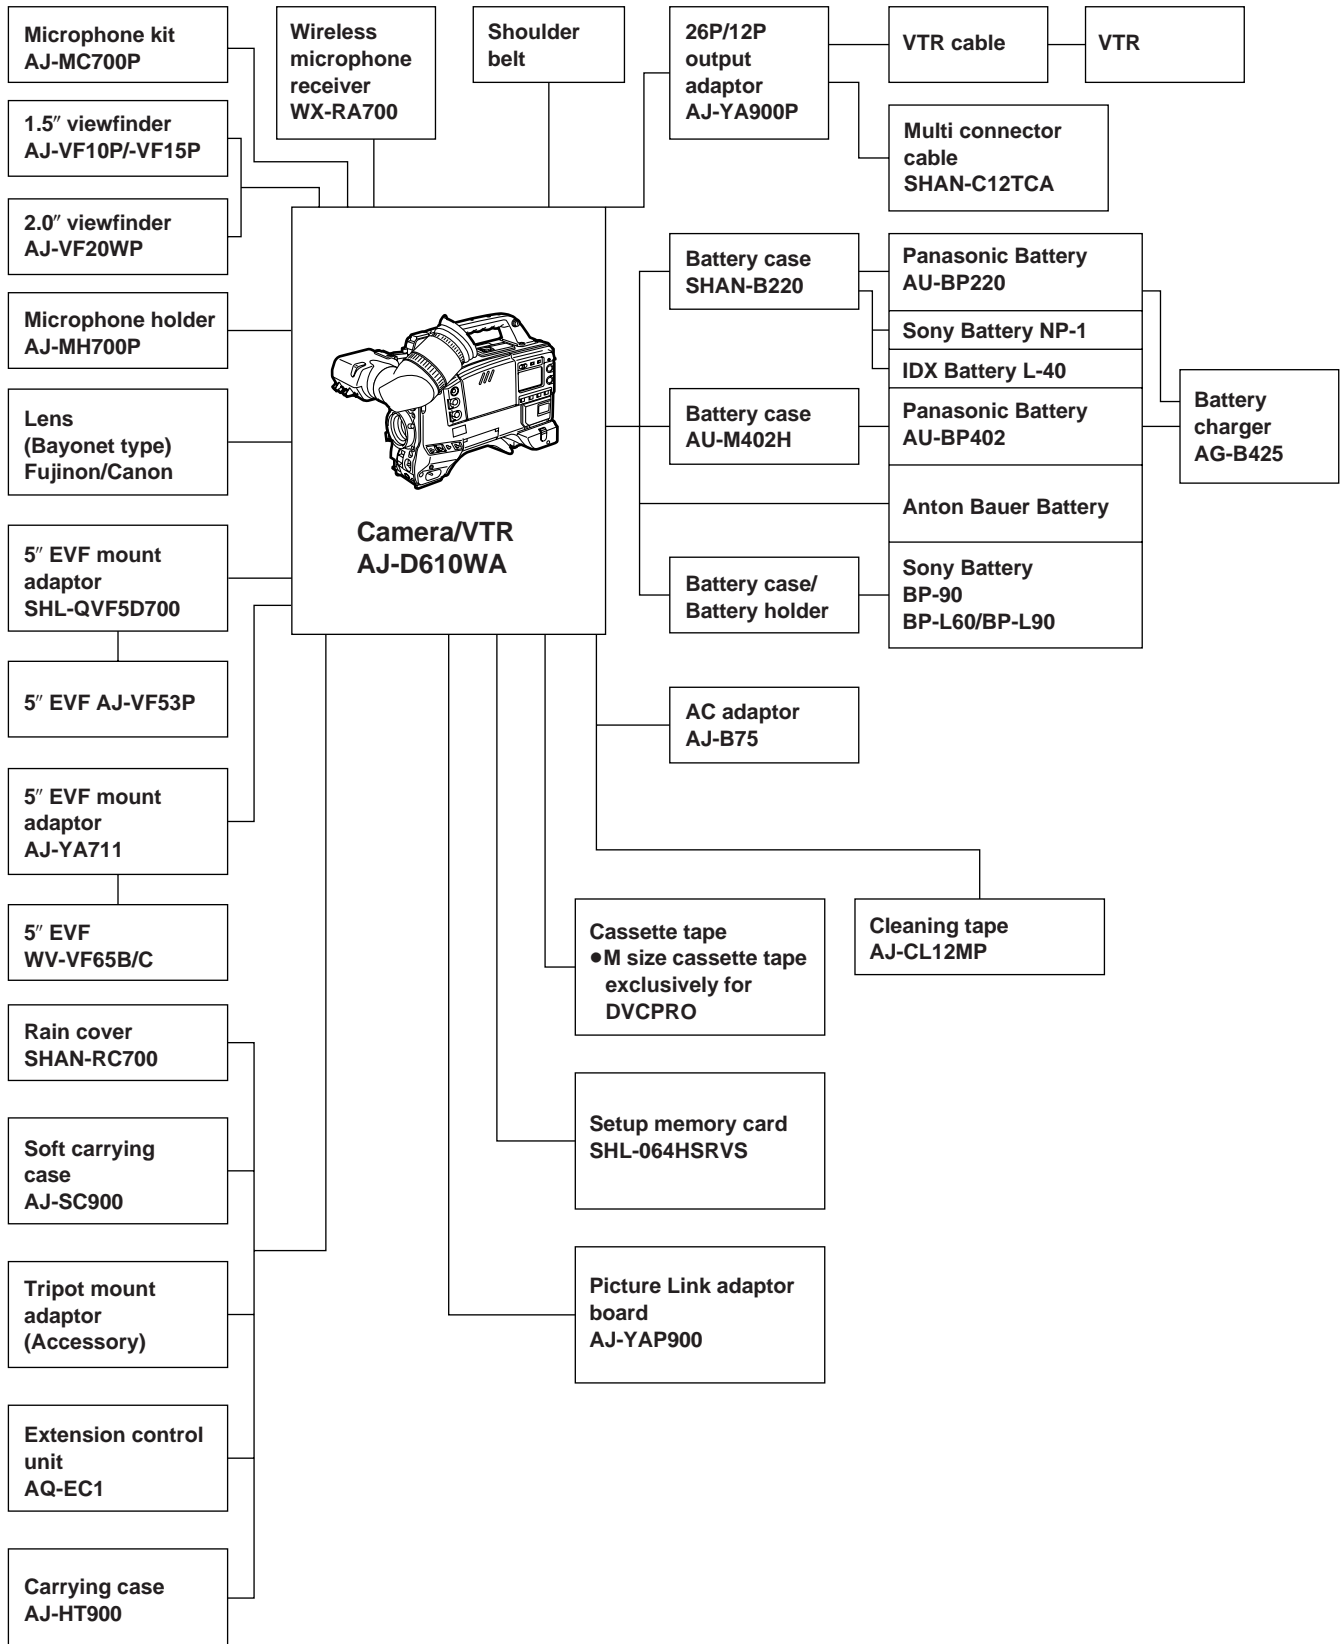 Microphone kit
AJ-MC700P
Wireless
microphone
receiver
WX-RA700
Shoulder
belt
26P/12P
output
adaptor
AJ-YA900P
VTR cable
VTR
1.5″ viewfinder
AJ-VF10P/-VF15P
Multi connector
cable
SHAN-C12TCA
2.0″ viewfinder
AJ-VF20WP
Microphone holder
AJ-MH700P
Lens
(Bayonet type)
Fujinon/Canon
5″ EVF mount
adaptor
SHL-QVF5D700
5″ EVF AJ-VF53P
5″ EVF mount
adaptor
AJ-YA711
5″ EVF
WV-VF65B/C
Rain cover
SHAN-RC700
Soft carrying
case
AJ-SC900
Tripot mount
adaptor
(Accessory)
Extension control
unit
AQ-EC1
Carrying case
AJ-HT900
Camera/VTR
AJ-D610WA
Battery case
SHAN-B220
Panasonic Battery
AU-BP220
Sony Battery NP-1
IDX Battery L-40
Battery case
AU-M402H
Panasonic Battery
AU-BP402
Battery
charger
AG-B425
Anton Bauer Battery
Battery case/
Battery holder
Sony Battery
BP-90
BP-L60/BP-L90
AC adaptor
AJ-B75
Cassette tape
●M size cassette tape
exclusively for
DVCPRO
Cleaning tape
AJ-CL12MP
Setup memory card
SHL-064HSRVS
Picture Link adaptor
board
AJ-YAP900